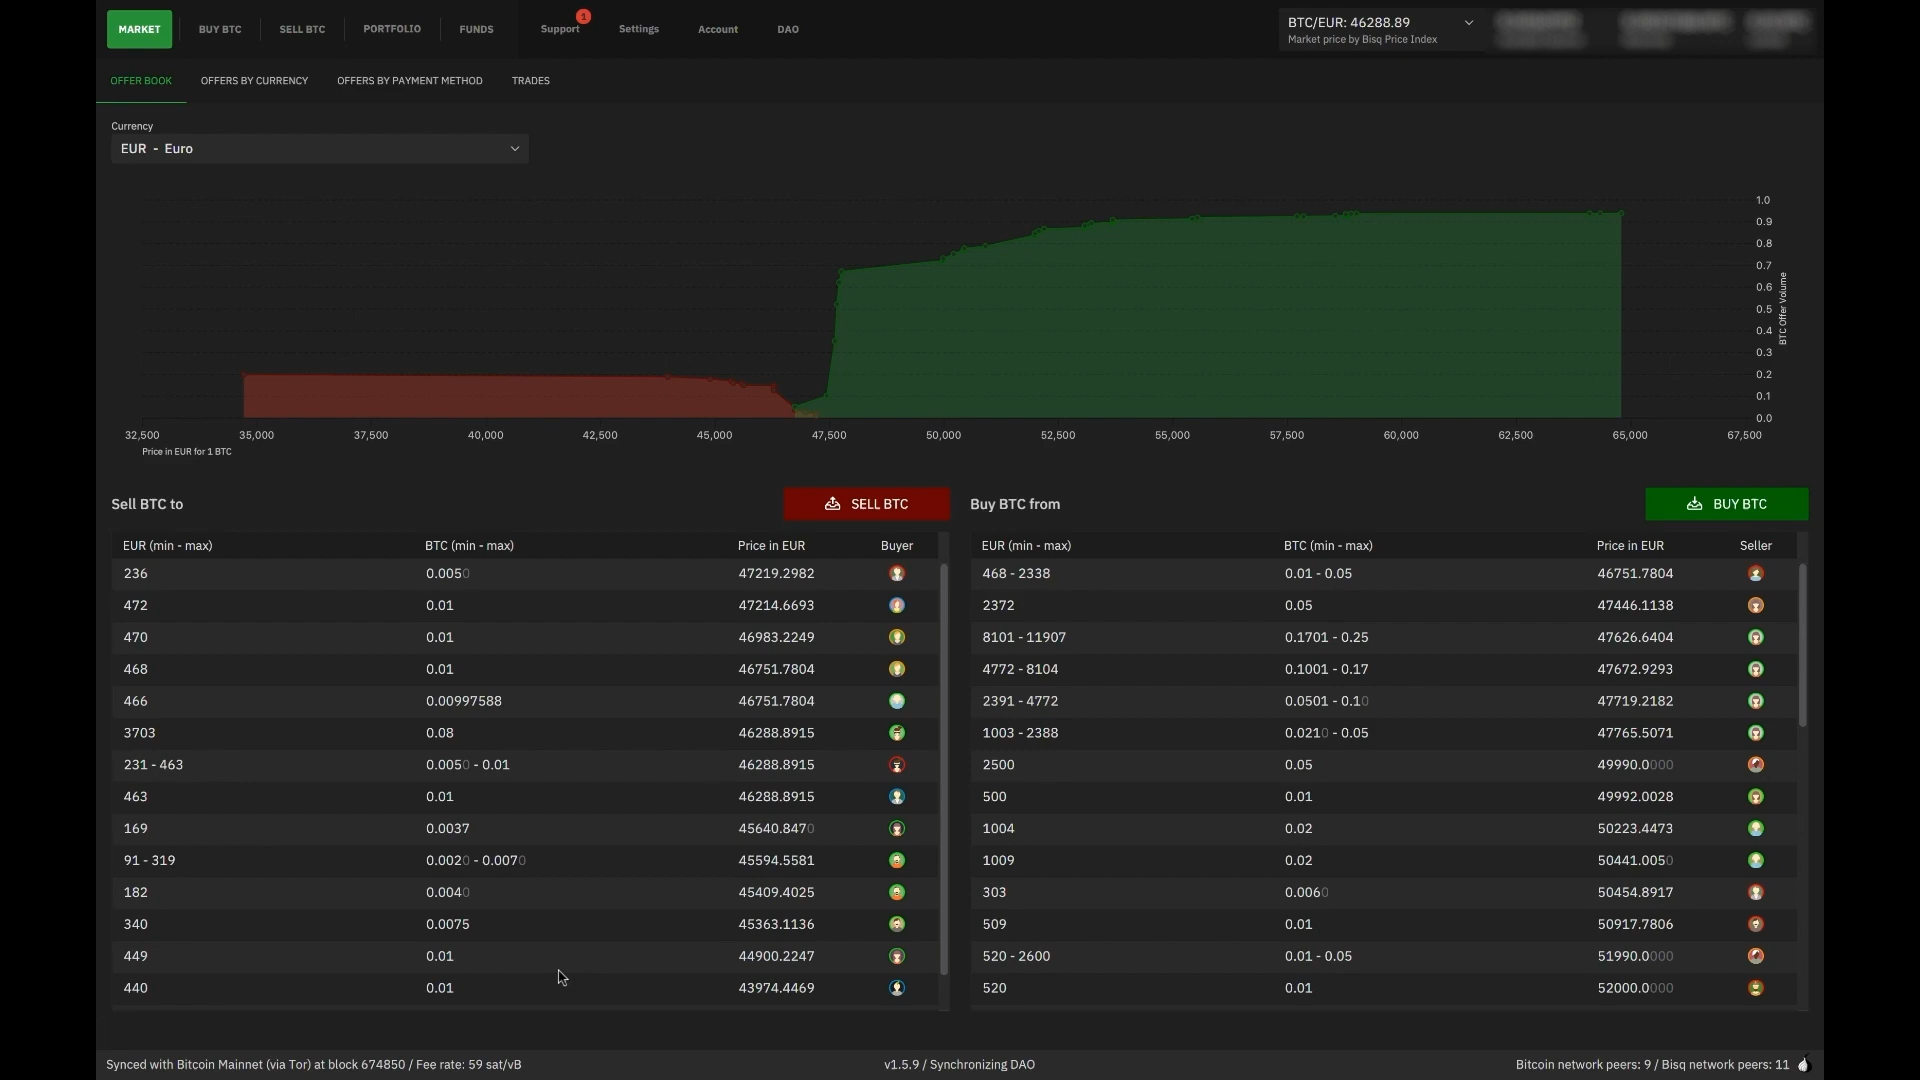 MARKET
BUY BTC
SELL BTC
PORTFOLIO
FUNDS
Support
1
Settings
Account
DAO
BTC/EUR: 46288.89
Market price by Bisq Price Index
OFFER BOOK
OFFERS BY CURRENCY
OFFERS BY PAYMENT METHOD
TRADES
Currency
EUR - Euro
1.0
0.9
0.8
0.7
0.6
0.5
0.4
0.3
0.2
0.1
0.0
BTC Offer Volume
32,500 35,000 37,500 40,000 42,500 45,000 47,500 50,000 52,500 55,000 57,500 60,000 62,500 65,000 67,500
Price in EUR for 1 BTC
Sell BTC to
SELL BTC
EUR (min - max) BTC (min - max) Price in EUR Buyer
236 0.0050 47219.2982
472 0.01 47214.6693
470 0.01 46983.2249
468 0.01 46751.7804
466 0.00997588 46751.7804
3703 0.08 46288.8915
231 - 463 0.0050 - 0.01 46288.8915
463 0.01 46288.8915
169 0.0037 45640.8470
91 - 319 0.0020 - 0.0070 45594.5581
182 0.0040 45409.4025
340 0.0075 45363.1136
449 0.01 44900.2247
440 0.01 43974.4469
Buy BTC from
BUY BTC
EUR (min - max) BTC (min - max) Price in EUR Seller
468 - 2338 0.01 - 0.05 46751.7804
2372 0.05 47446.1138
8101 - 11907 0.1701 - 0.25 47626.6404
4772 - 8104 0.1001 - 0.17 47672.9293
2391 - 4772 0.0501 - 0.10 47719.2182
1003 - 2388 0.0210 - 0.05 47765.5071
2500 0.05 49990.0000
500 0.01 49992.0028
1004 0.02 50223.4473
1009 0.02 50441.0050
303 0.0060 50454.8917
509 0.01 50917.7806
520 - 2600 0.01 - 0.05 51990.0000
520 0.01 52000.0000
Synced with Bitcoin Mainnet (via Tor) at block 674850 / Fee rate: 59 sat/vB
v1.5.9 / Synchronizing DAO
Bitcoin network peers: 9 / Bisq network peers: 11